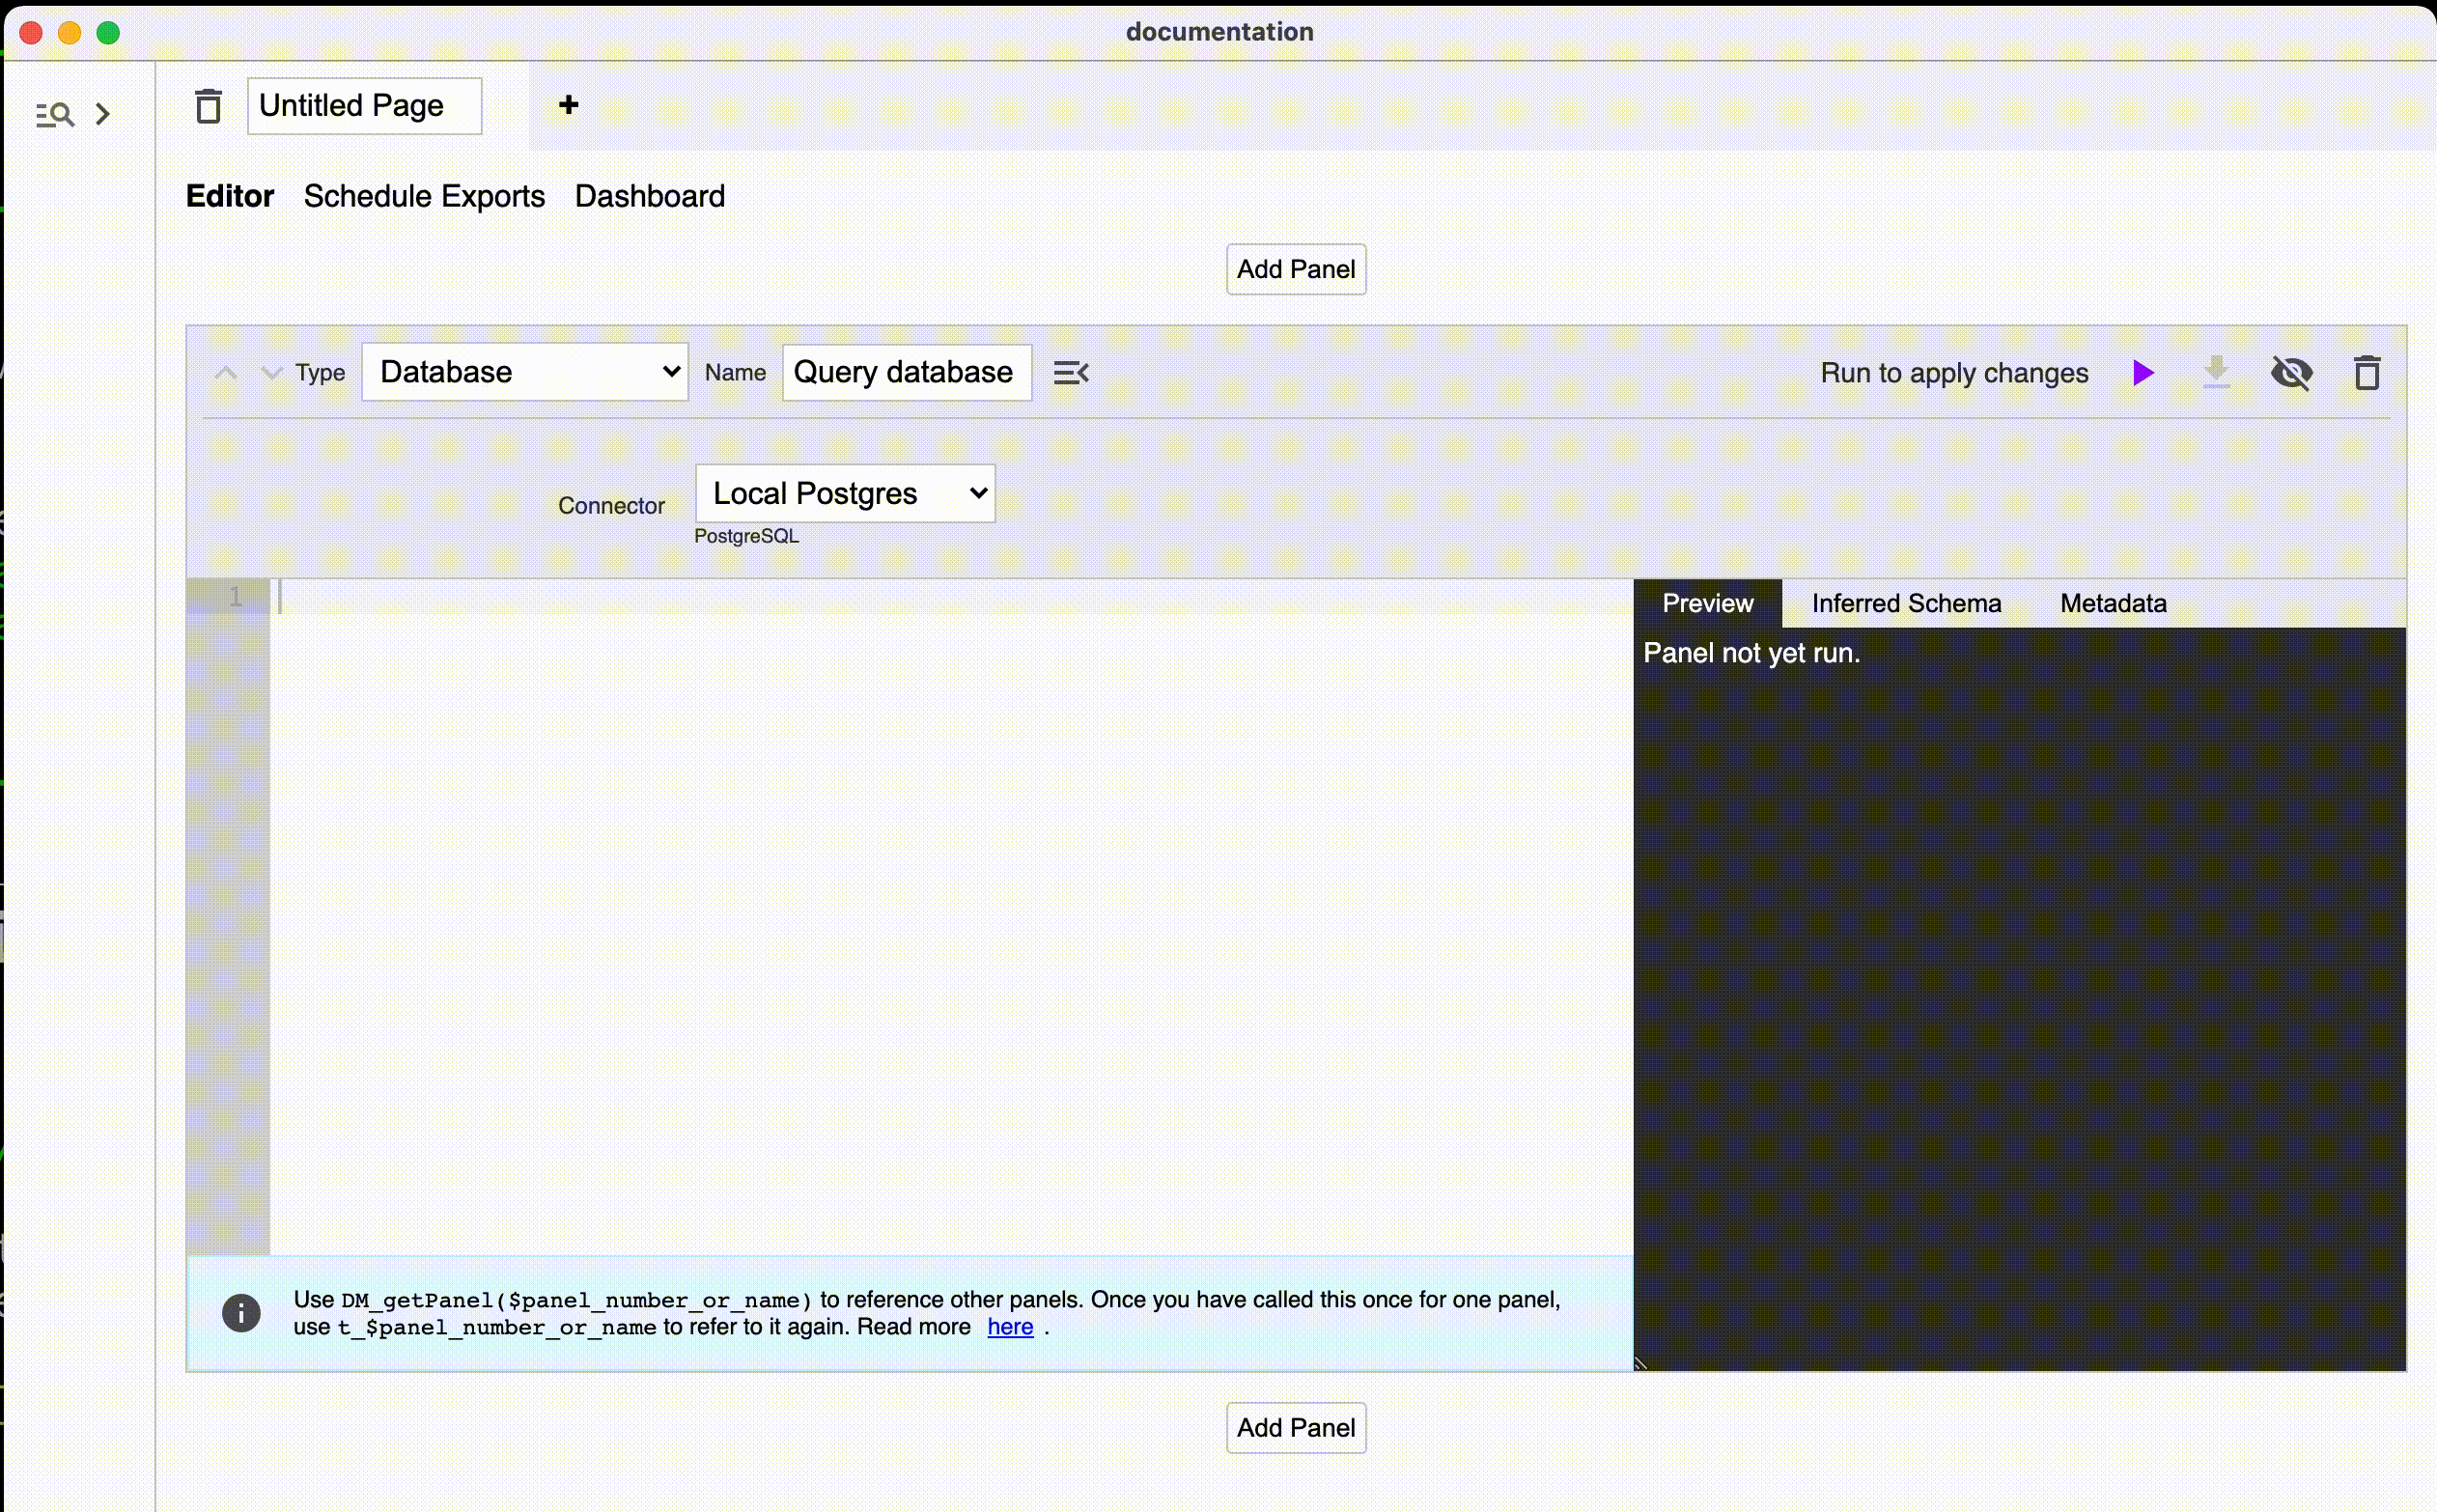 documentation
Untitled Page +
Editor Schedule Exports Dashboard
Add Panel
Type Database Name Query database Run to apply changes
Connector Local Postgres
PostgreSQL
1
Preview Inferred Schema Metadata
Panel not yet run.
Use DM_getPanel($panel_number_or_name) to reference other panels. Once you have called this once for one panel,
use t_$panel_number_or_name to refer to it again. Read more here .
Add Panel